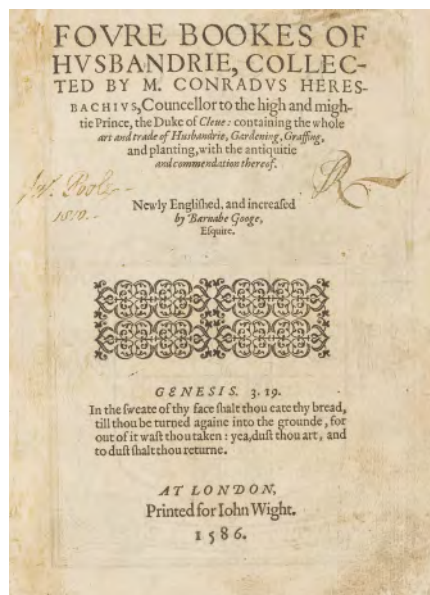 FOVRE BOOKES OF
HVSBANDRIE, COLLEC-
TED BY M. CONRADVS HERES-
BACHIVS, Councellor to the high and migh-
tie Prince, the Duke of Cleue: containing the whole
art and trade of Husbandrie, Gardening, Graffing,
and planting, with the antiquitie
and commendation thereof.
Poole
1810.
Newly Engliſhed, and increaſed
by Barnabe Googe,
Eſquire.
GENESIS. 3. 19.
In the ſweate of thy face ſhalt thou eate thy bread,
till thou be turned againe into the grounde, for
out of it waſt thou taken: yea, duſt thou art, and
to duſt ſhalt thou returne.
AT LONDON,
Printed for Iohn Wight.
1586.